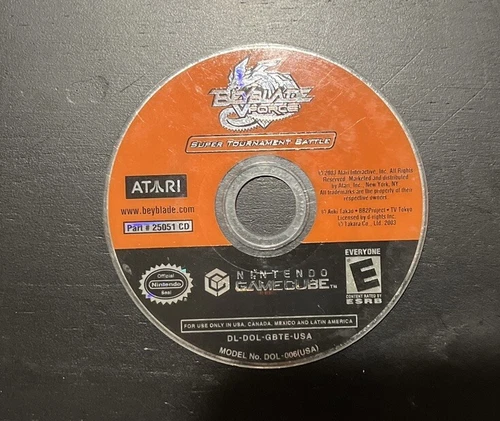 BEYBLADE
V FORCE
SUPER TOURNAMENT BATTLE
ATARI
www.beyblade.com
Part # 25051 CD
© 2003 Atari Interactive, Inc. All Rights
Reserved. Marketed and distributed
by Atari, Inc., New York, NY.
All trademarks are the property of their
respective owners.
© Aoki Takao • BB2Project • TV Tokyo
Licensed by d-rights Inc.
© Takara Co., Ltd. 2003
Official
Nintendo
Seal
NINTENDO
GAMECUBE™
EVERYONE
E
CONTENT RATED BY
ESRB
FOR USE ONLY IN USA, CANADA, MEXICO AND LATIN AMERICA
DL-DOL-GBTE-USA
MODEL No. DOL-006(USA)